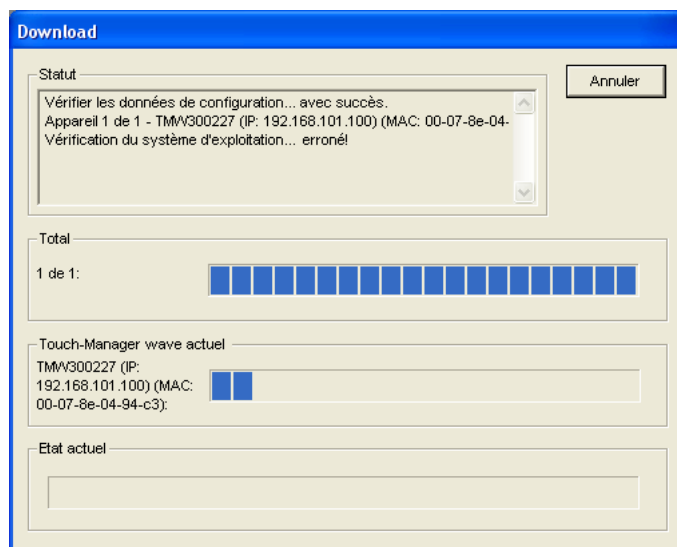 Download
Statut
Annuler
Vérifier les données de configuration... avec succès.
Appareil 1 de 1 - TMW300227 (IP: 192.168.101.100) (MAC: 00-07-8e-04-
Vérification du système d'exploitation... erroné!
Total
1 de 1:
Touch-Manager wave actuel
TMW300227 (IP:
192.168.101.100) (MAC:
00-07-8e-04-94-c3):
Etat actuel